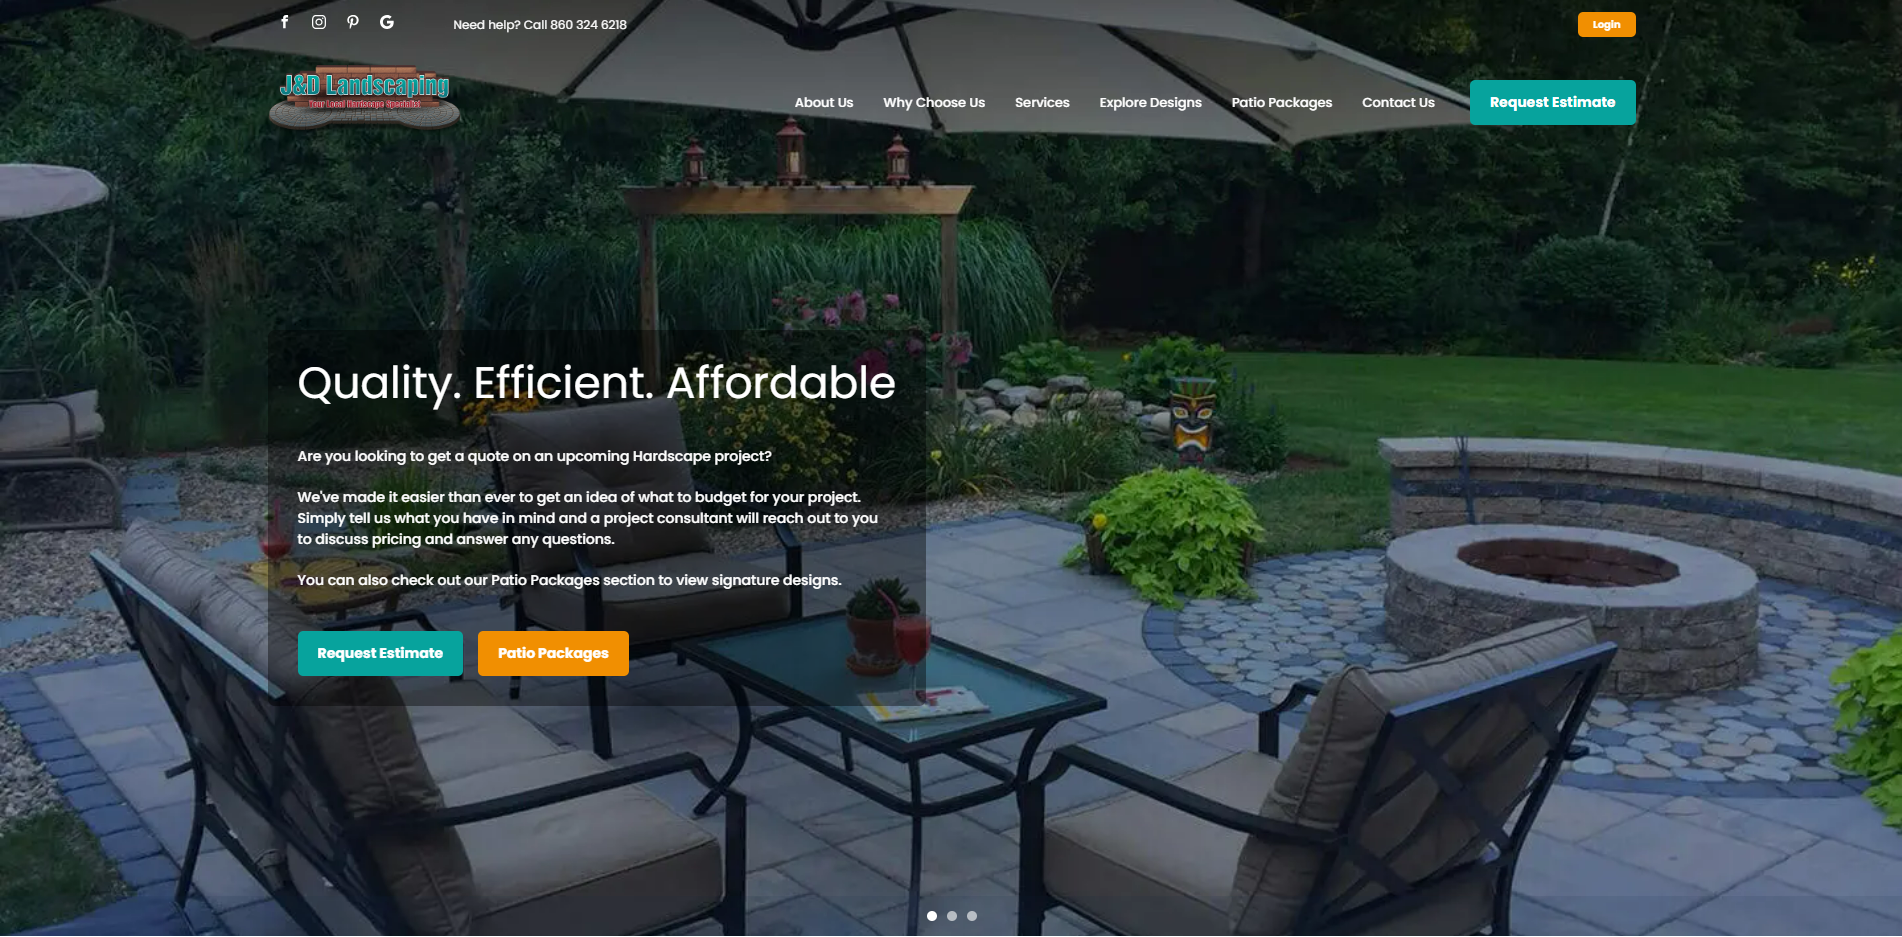 Need help? Call 860 324 6218
Login
J&D Landscaping
Your Local Hardscape Specialist
About Us
Why Choose Us
Services
Explore Designs
Patio Packages
Contact Us
Request Estimate
Quality. Efficient. Affordable
Are you looking to get a quote on an upcoming Hardscape project?
We've made it easier than ever to get an idea of what to budget for your project.
Simply tell us what you have in mind and a project consultant will reach out to you
to discuss pricing and answer any questions.
You can also check out our Patio Packages section to view signature designs.
Request Estimate
Patio Packages